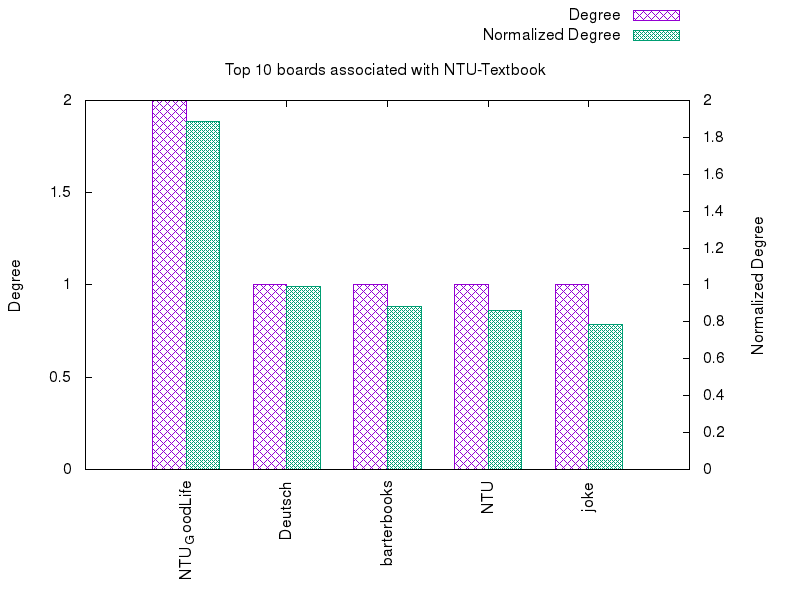 Degree
Normalized Degree
Top 10 boards associated with NTU-Textbook
2
1.5
1
0.5
0
Degree
2
1.8
1.6
1.4
1.2
1
0.8
0.6
0.4
0.2
0
Normalized Degree
NTU_GoodLife
Deutsch
barterbooks
NTU
joke